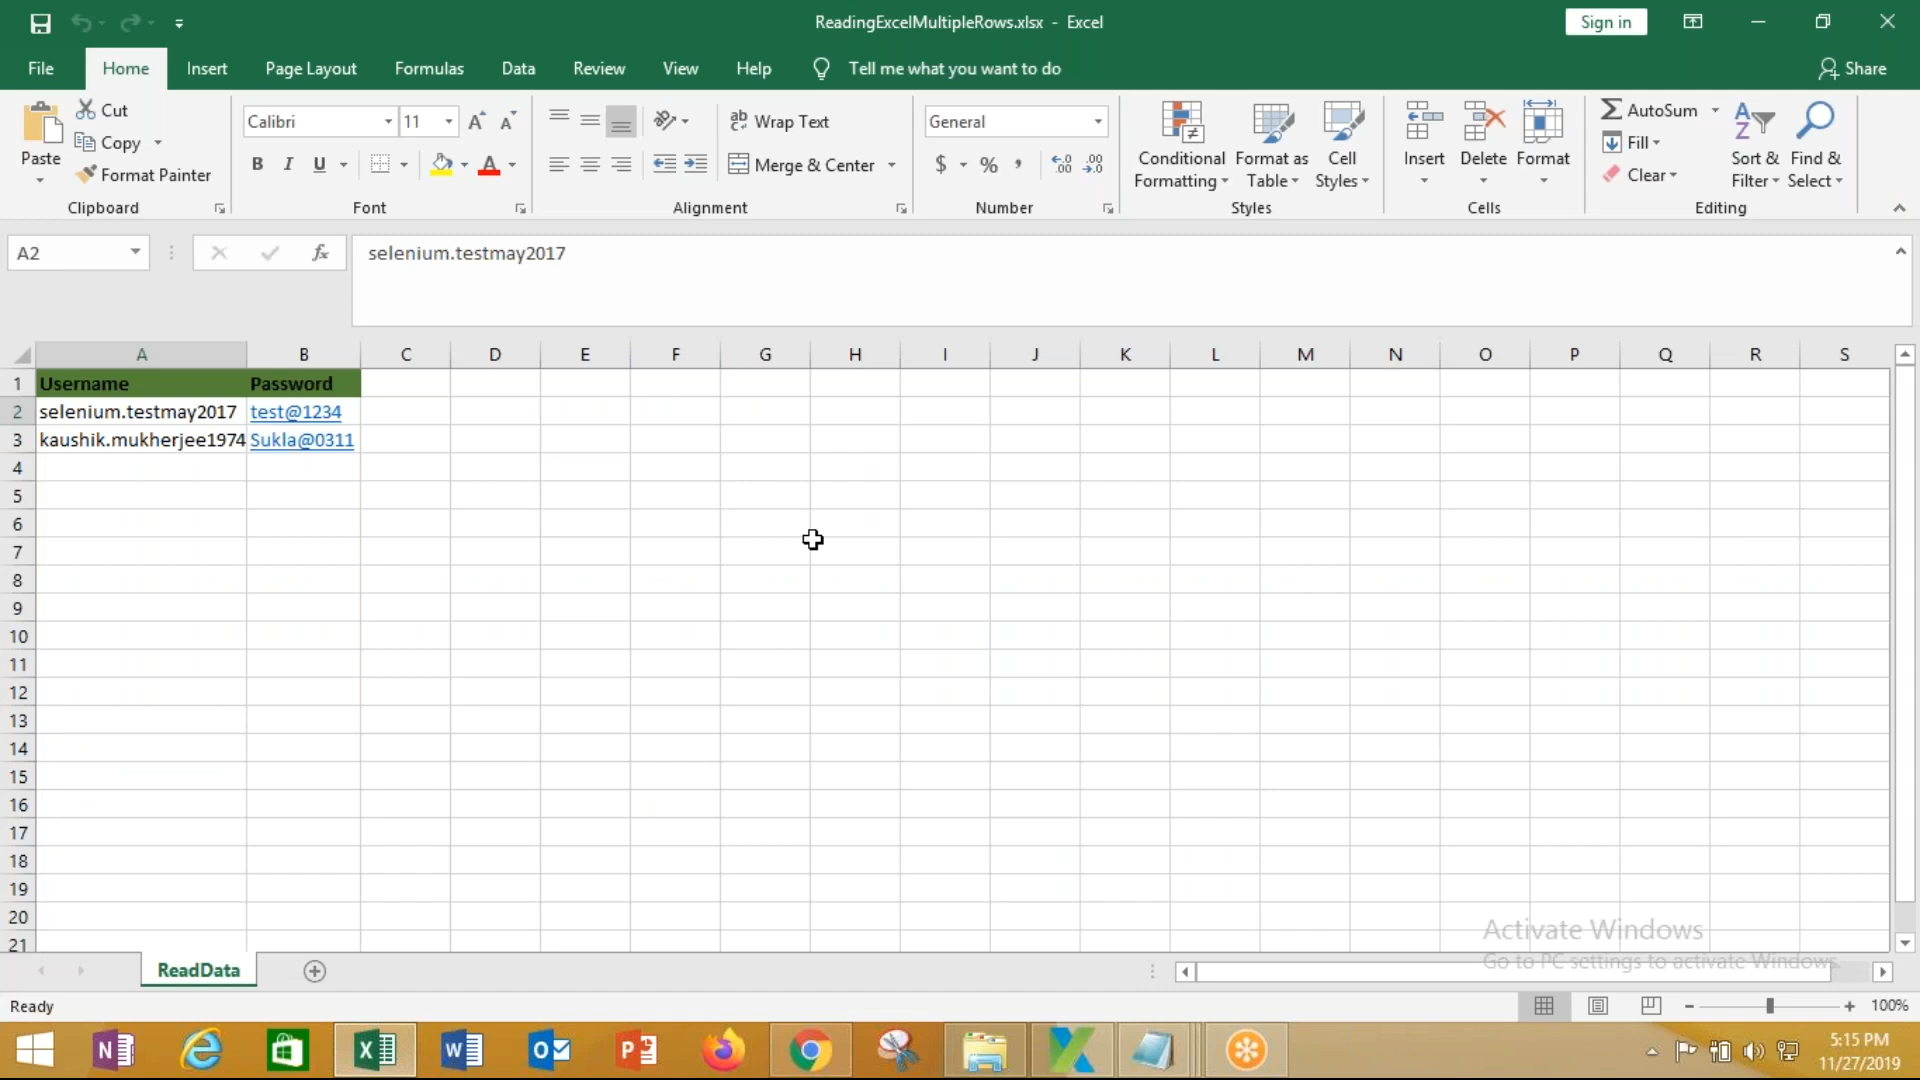 ReadingExcelMultipleRows.xlsx - Excel
Sign in
File Home Insert Page Layout Formulas Data Review View Help Tell me what you want to do Share
Paste
Cut
Copy
Format Painter
Clipboard
Calibri 11
B I U
Font
Wrap Text
Merge & Center
Alignment
General
$ % ,
Number
Conditional Formatting
Format as Table
Cell Styles
Styles
Insert Delete Format
Cells
AutoSum
Fill
Clear
Sort & Filter
Find & Select
Editing
A2 fx selenium.testmay2017
A B C D E F G H I J K L M N O P Q R S
1 Username Password
2 selenium.testmay2017 test@1234
3 kaushik.mukherjee1974 Sukla@0311
4
5
6
7
8
9
10
11
12
13
14
15
16
17
18
19
20
21
Activate Windows
Go to PC settings to activate Windows.
ReadData
Ready 100%
5:15 PM
11/27/2019